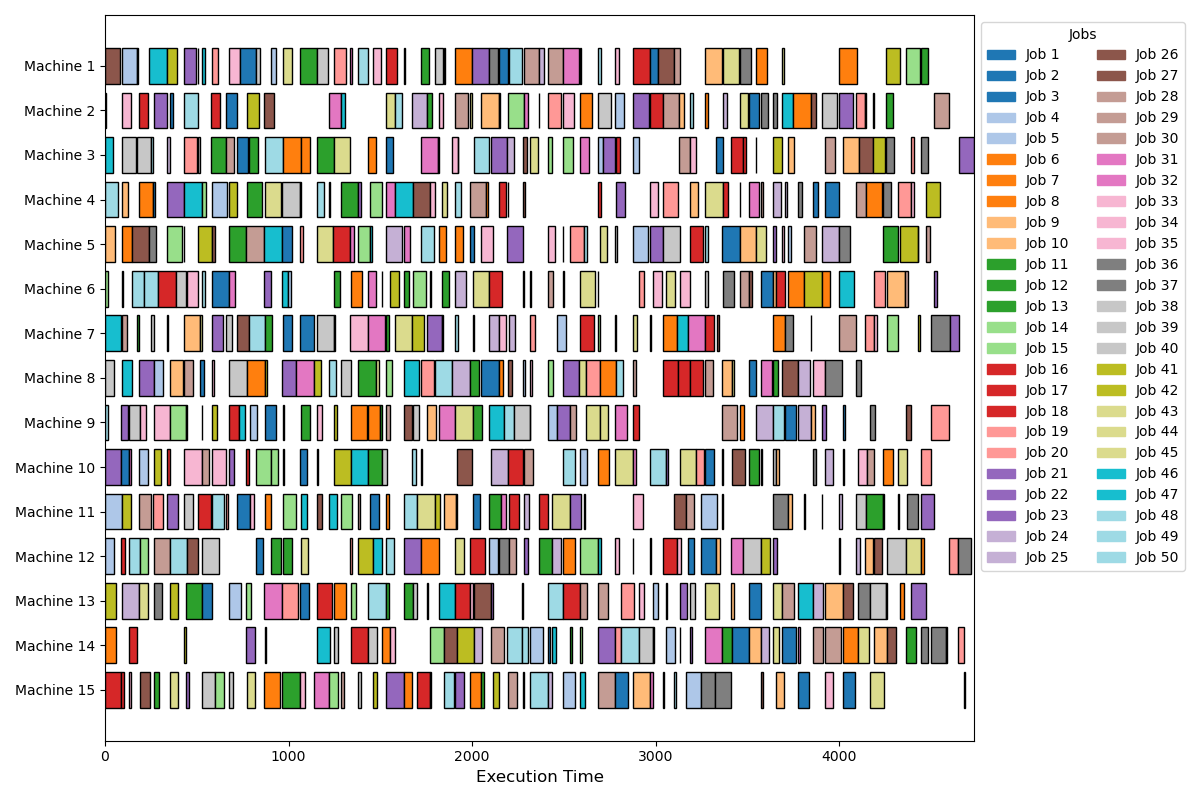 Machine 1
Machine 2
Machine 3
Machine 4
Machine 5
Machine 6
Machine 7
Machine 8
Machine 9
Machine 10
Machine 11
Machine 12
Machine 13
Machine 14
Machine 15
0 1000 2000 3000 4000
Execution Time
Jobs
Job 1
Job 2
Job 3
Job 4
Job 5
Job 6
Job 7
Job 8
Job 9
Job 10
Job 11
Job 12
Job 13
Job 14
Job 15
Job 16
Job 17
Job 18
Job 19
Job 20
Job 21
Job 22
Job 23
Job 24
Job 25
Job 26
Job 27
Job 28
Job 29
Job 30
Job 31
Job 32
Job 33
Job 34
Job 35
Job 36
Job 37
Job 38
Job 39
Job 40
Job 41
Job 42
Job 43
Job 44
Job 45
Job 46
Job 47
Job 48
Job 49
Job 50